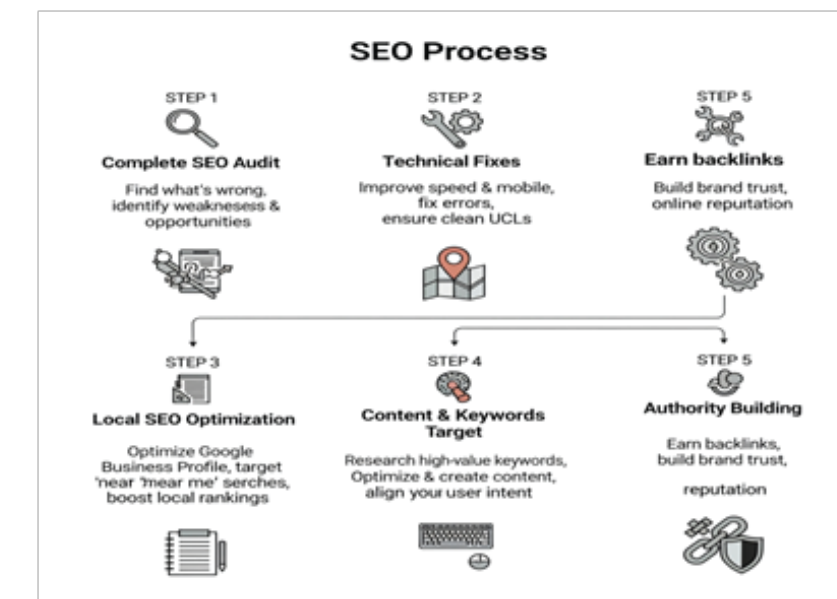 SEO Process
STEP 1
Complete SEO Audit
Find what's wrong,
identify weakness &
opportunities
STEP 2
Technical Fixes
Improve speed & mobile,
fix errors,
ensure clean UCLs
STEP 5
Earn backlinks
Build brand trust,
online reputation
STEP 3
Local SEO Optimization
Optimize Google
Business Profile, target
'near 'mear me' serches,
boost local rankings
STEP 4
Content & Keywords
Target
Research high-value keywords,
Optimize & create content,
align your user intent
STEP 5
Authority Building
Earn backlinks,
build brand trust,
reputation